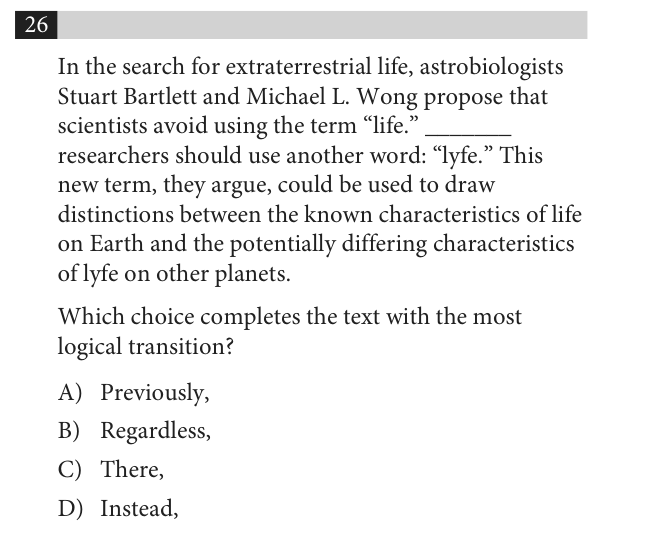 26
In the search for extraterrestrial life, astrobiologists
Stuart Bartlett and Michael L. Wong propose that
scientists avoid using the term “life.” _______
researchers should use another word: “lyfe.” This
new term, they argue, could be used to draw
distinctions between the known characteristics of life
on Earth and the potentially differing characteristics
of lyfe on other planets.
Which choice completes the text with the most
logical transition?
A) Previously,
B) Regardless,
C) There,
D) Instead,